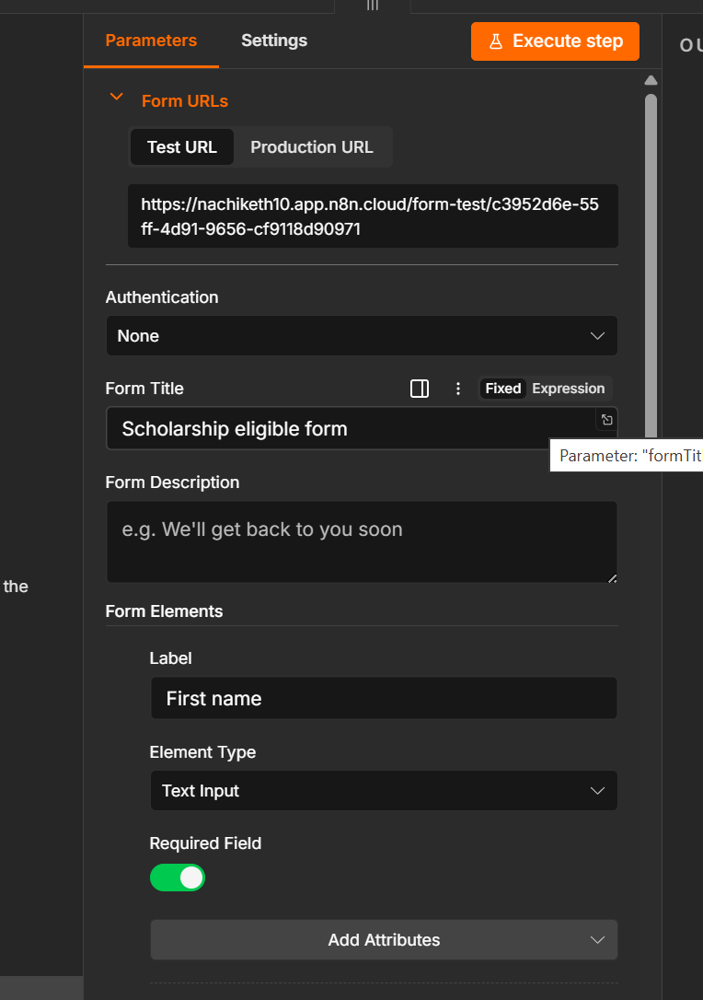 Parameters
Settings
Execute step
OU
Form URLs
Test URL
Production URL
https://nachiketh10.app.n8n.cloud/form-test/c3952d6e-55
ff-4d91-9656-cf9118d90971
Authentication
None
Form Title
Fixed
Expression
Scholarship eligible form
Parameter: "formTit
Form Description
e.g. We'll get back to you soon
the
Form Elements
Label
First name
Element Type
Text Input
Required Field
Add Attributes